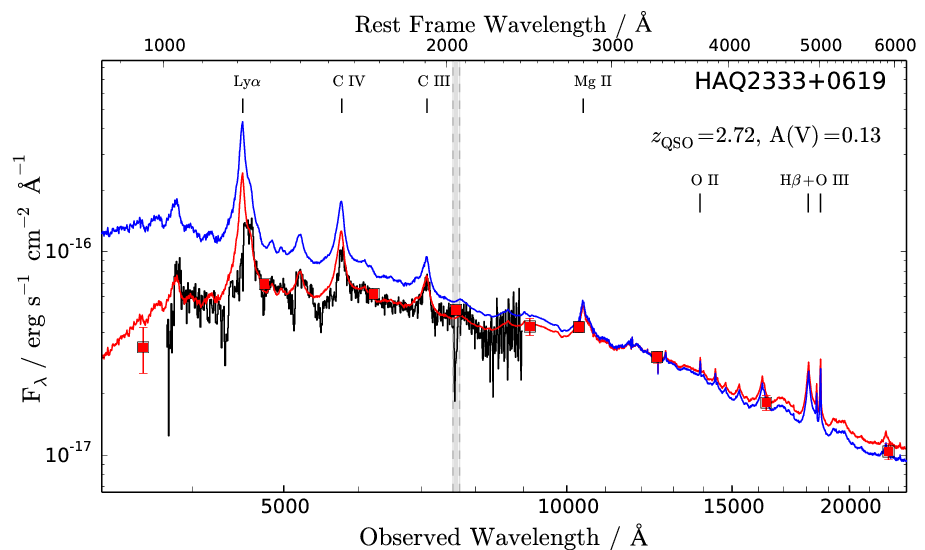 Rest Frame Wavelength / Å
1000 2000 3000 4000 5000 6000
Lyα C IV C III Mg II
HAQ2333+0619
z_QSO=2.72, A(V)=0.13
O II Hβ+O III
F_λ / erg s^−1 cm^−2 Å^−1
10^-16
10^-17
5000 10000 15000 20000
Observed Wavelength / Å